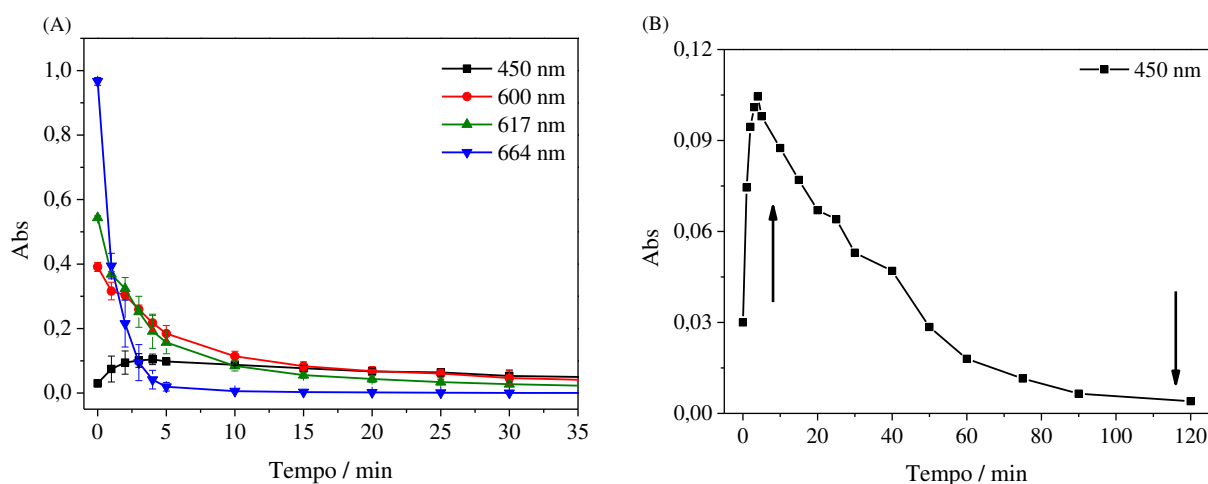 (A)
1,0
0,8
0,6
0,4
0,2
0,0
Abs
450 nm
600 nm
617 nm
664 nm
0 5 10 15 20 25 30 35
Tempo / min
(B)
0,12
0,09
0,06
0,03
0,00
Abs
450 nm
0 20 40 60 80 100 120
Tempo / min